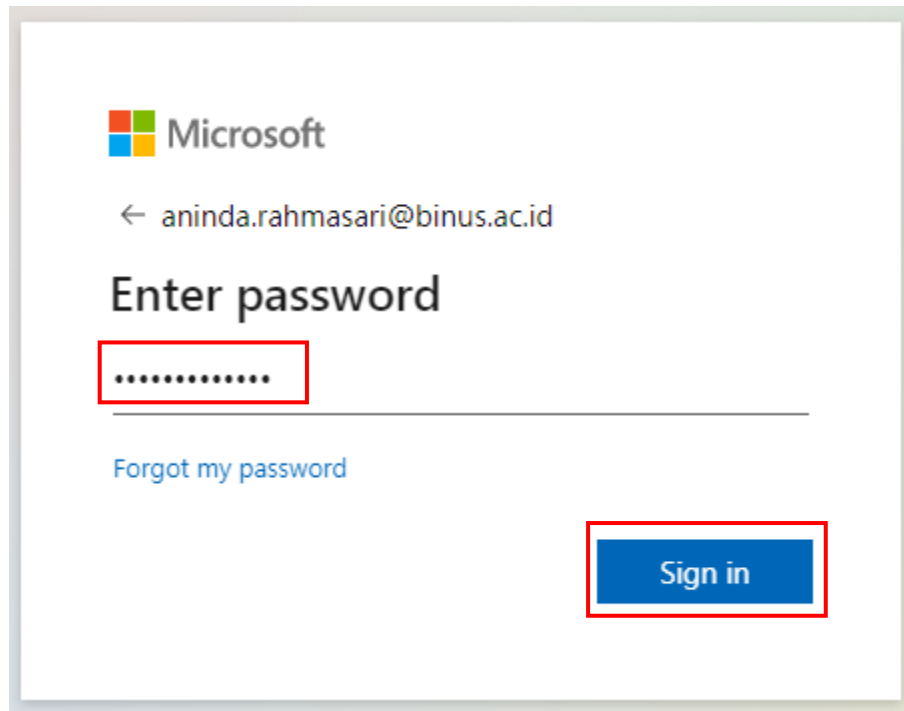 Microsoft
← aninda.rahmasari@binus.ac.id
Enter password
•••••••••••••
Forgot my password
Sign in